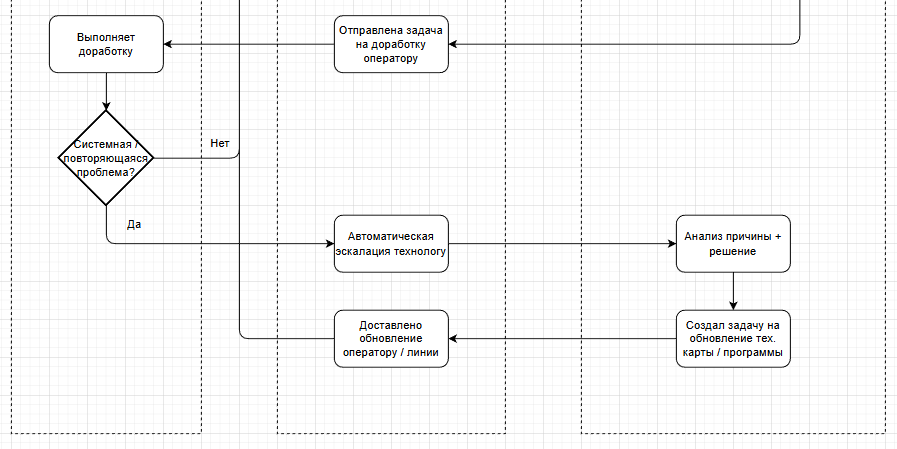 Выполняет
доработку
Отправлена задача
на доработку
оператору
Системная /
повторяющаяся
проблема?
Нет
Да
Автоматическая
эскалация технологу
Анализ причины +
решение
Доставлено
обновление
оператору / линии
Создал задачу на
обновление тех.
карты / программы